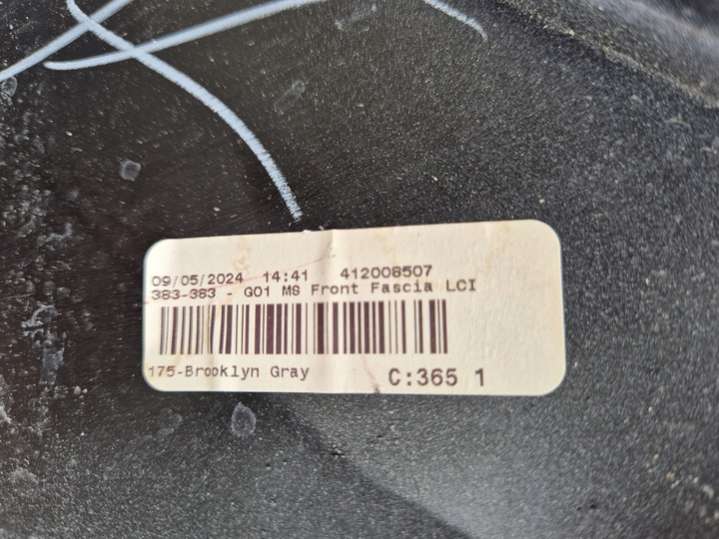 09/05/2024 14:41 412008507
383-383 - G01 MS Front Fascia LCI
175-Brooklyn Gray C:365 1